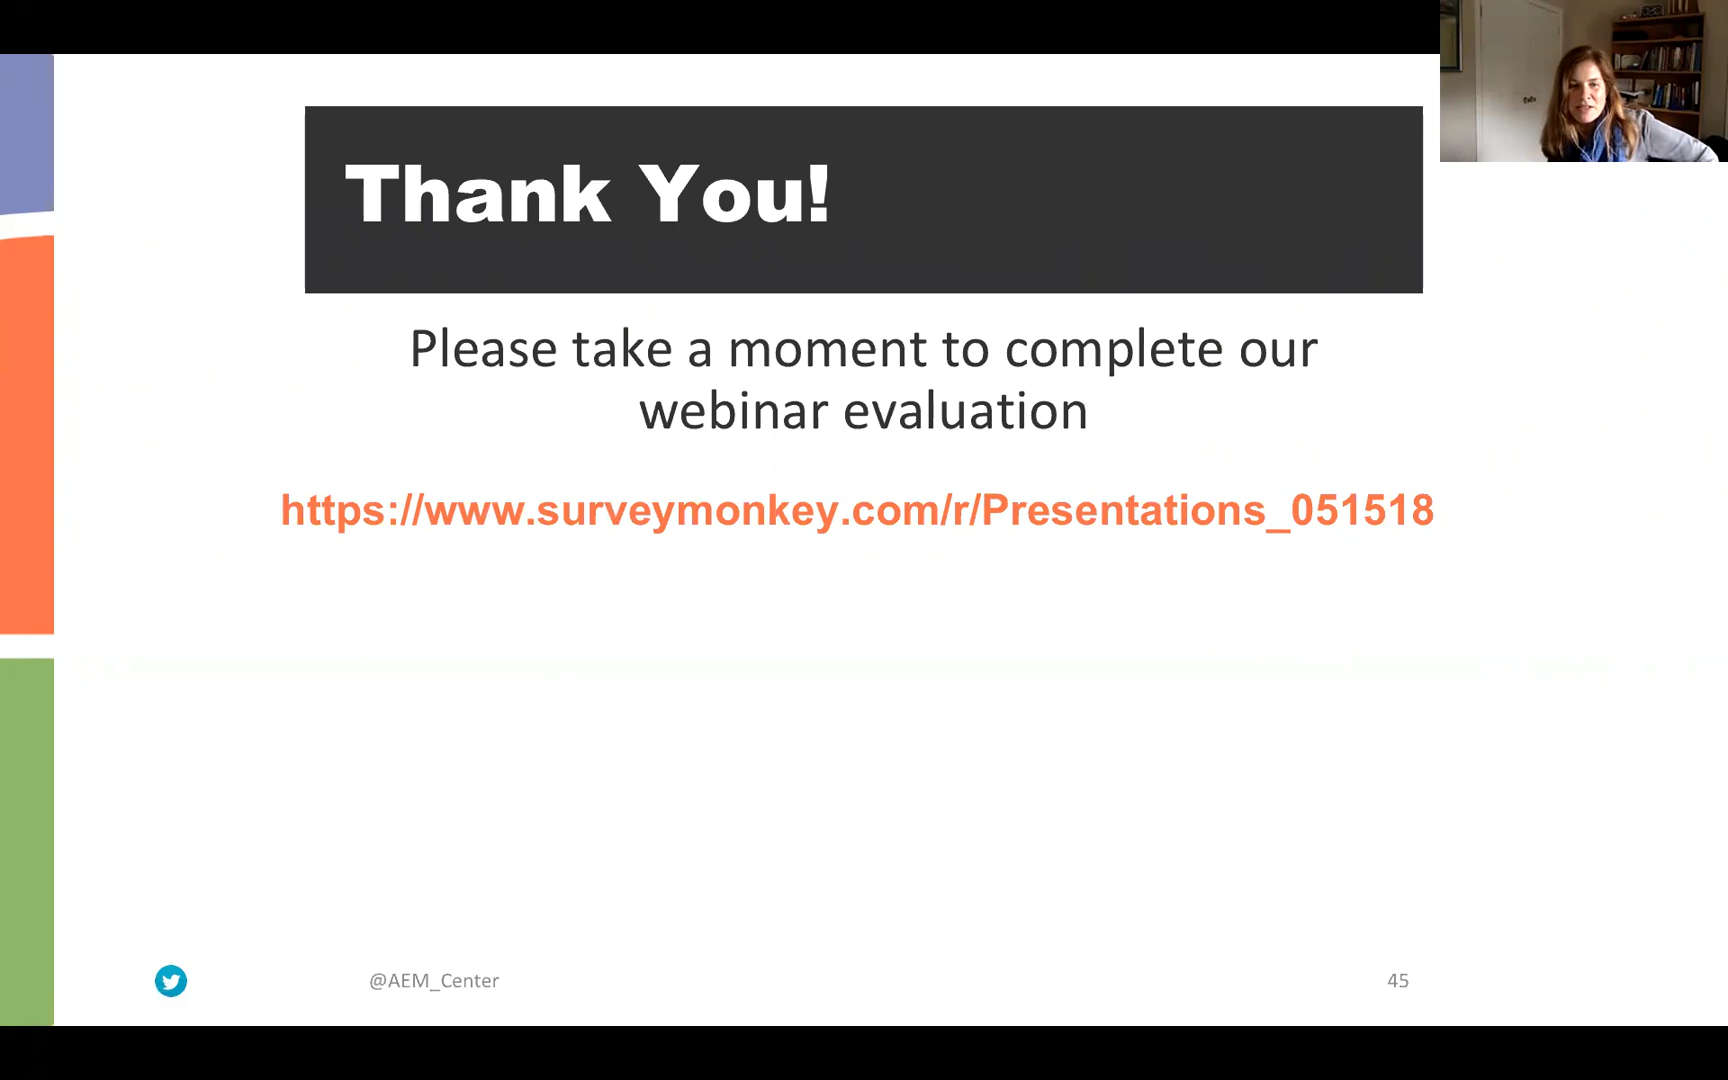 Thank You!
Please take a moment to complete our
webinar evaluation
https://www.surveymonkey.com/r/Presentations_051518
@AEM_Center
45